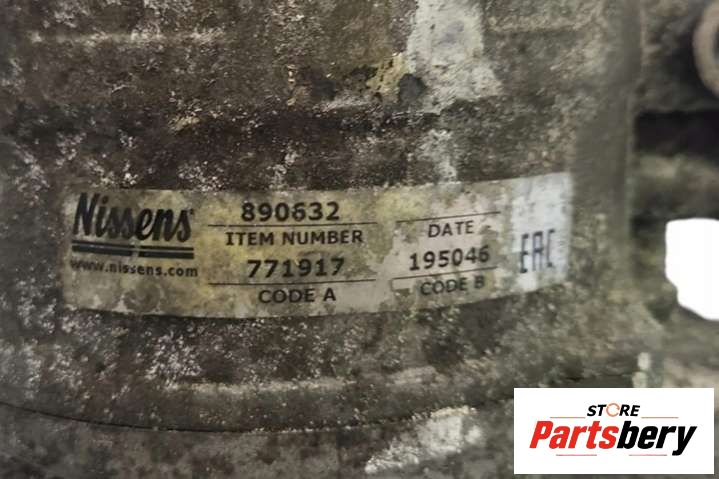 Nissens
www.nissens.com
890632
ITEM NUMBER
771917
CODE A
DATE
195046
CODE B
EAC
STORE
Partsbery